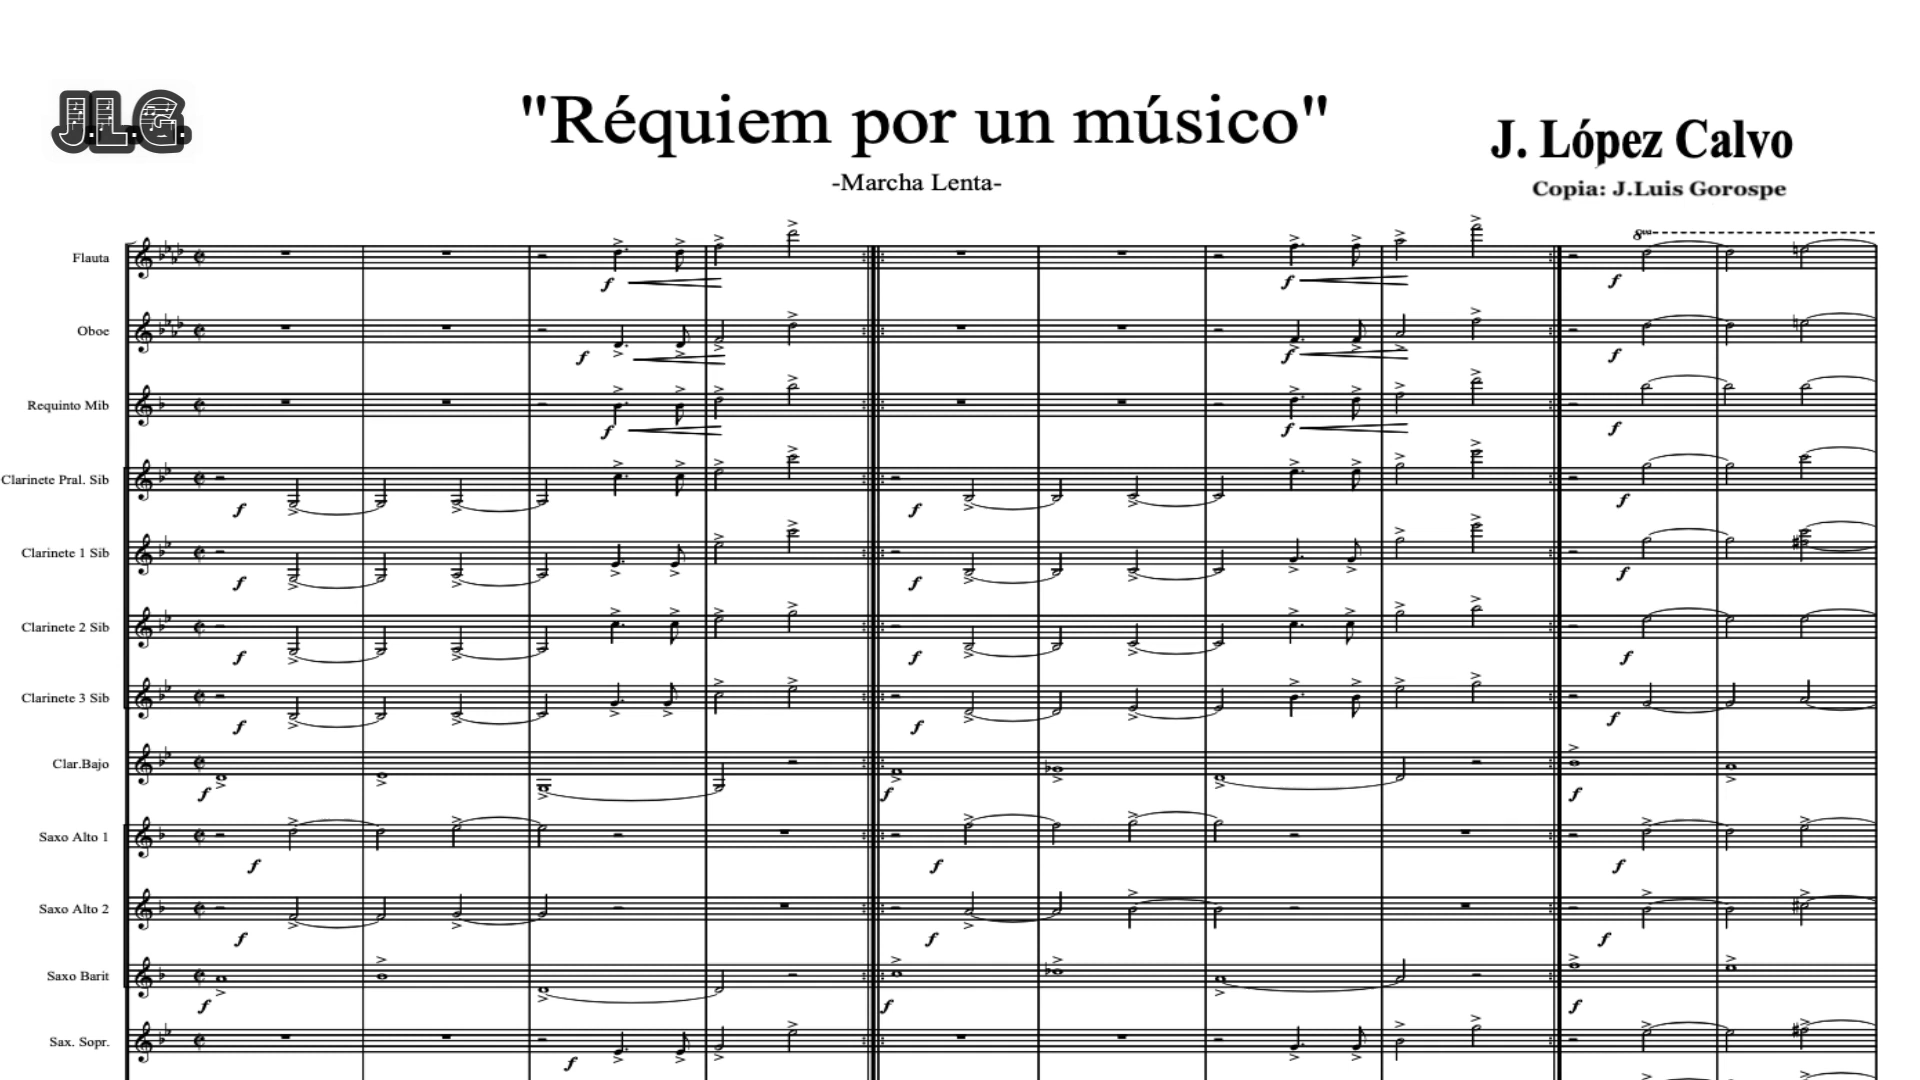 JLG
"Réquiem por un músico"
J. López Calvo
-Marcha Lenta-
Copia: J.Luis Gorospe
8va
Flauta
f f f
Oboe
f f f
Requinto Mib
f f f
Clarinete Pral. Sib
f f f
Clarinete 1 Sib
f f f
Clarinete 2 Sib
f f f
Clarinete 3 Sib
f f f
Clar.Bajo
f f f
Saxo Alto 1
f f f
Saxo Alto 2
f f f
Saxo Barit
f f f
Sax. Sopr.
f